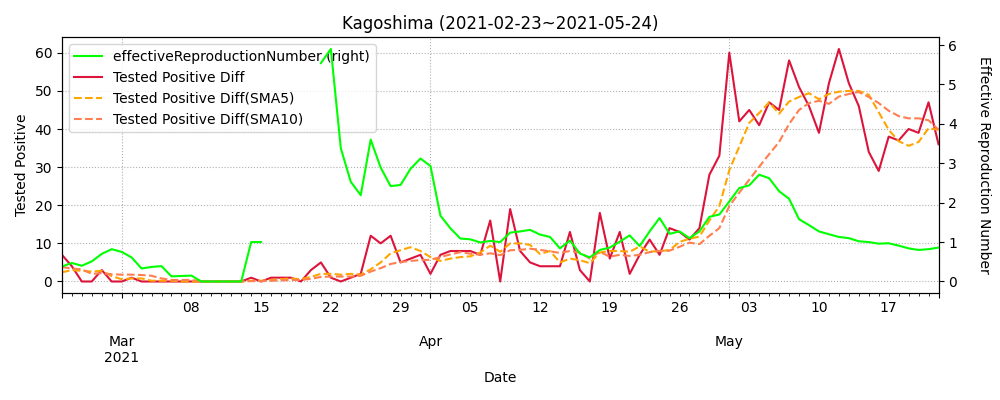 Kagoshima (2021-02-23~2021-05-24)
effectiveReproductionNumber (right)
Tested Positive Diff
Tested Positive Diff(SMA5)
Tested Positive Diff(SMA10)
Tested Positive
60
50
40
30
20
10
0
6
5
4
3
2
1
0
Effective Reproduction Number
08 15 22 29 05 12 19 26 03 10 17
Mar Apr May
2021
Date